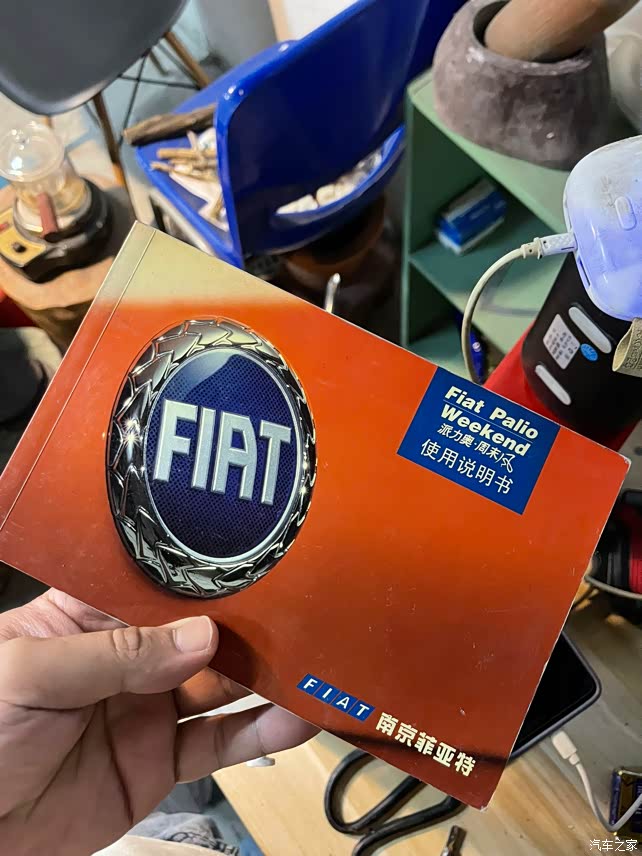 FIAT
Fiat Palio
Weekend
派力奥·周末风
使用说明书
FIAT 南京菲亚特
汽车之家